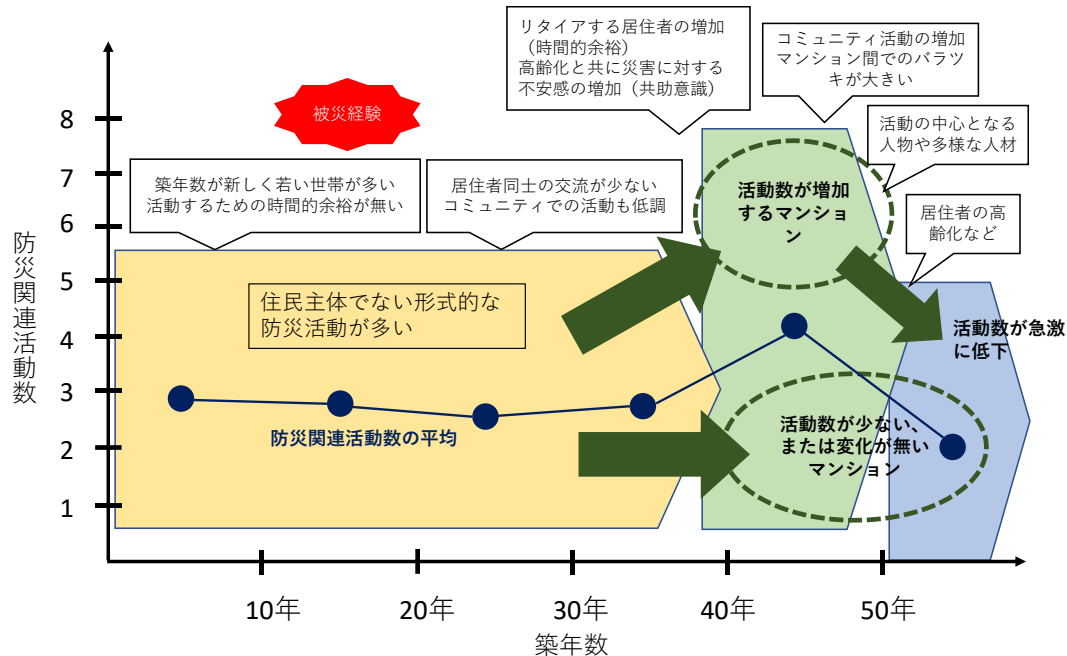 リタイアする居住者の増加
（時間的余裕）
高齢化と共に災害に対する
不安感の増加（共助意識）
コミュニティ活動の増加
マンション間でのバラツ
キが大きい
被災経験
活動の中心となる
人物や多様な人材
築年数が新しく若い世帯が多い
活動するための時間的余裕が無い
居住者同士の交流が少ない
コミュニティでの活動も低調
活動数が増加
するマンショ
ン
居住者の高
齢化など
住民主体でない形式的な
防災活動が多い
活動数が急激
に低下
防災関連活動数の平均
活動数が少ない、
または変化が無い
マンション
防災関連活動数
8
7
6
5
4
3
2
1
10年
20年
30年
40年
50年
築年数